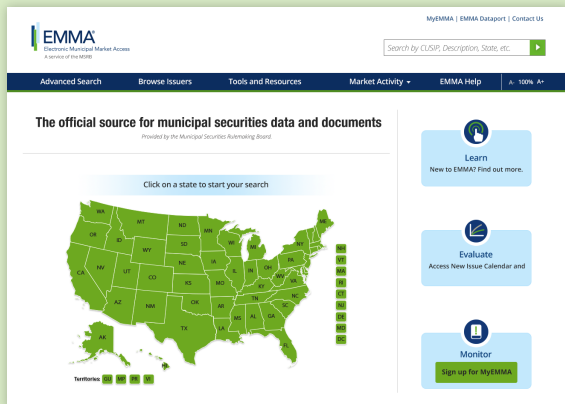 MyEMMA | EMMA Dataport | Contact Us
EMMA®
Electronic Municipal Market Access
A service of the MSRB
Search by CUSIP, Description, State, etc.
Advanced Search Browse Issuers Tools and Resources Market Activity EMMA Help A- 100% A+
The official source for municipal securities data and documents
Provided by the Municipal Securities Rulemaking Board.
Click on a state to start your search
WA
OR
CA
NV
ID
MT
WY
UT
AZ
CO
NM
ND
SD
NE
KS
OK
TX
MN
IA
MO
AR
LA
WI
IL
MS
MI
IN
KY
TN
AL
OH
WV
GA
FL
SC
NC
VA
PA
NY
ME
AK
HI
NH
VT
MA
RI
CT
NJ
DE
MD
DC
Territories: GU MP PR VI
Learn
New to EMMA? Find out more.
Evaluate
Access New Issue Calendar and
Monitor
Sign up for MyEMMA